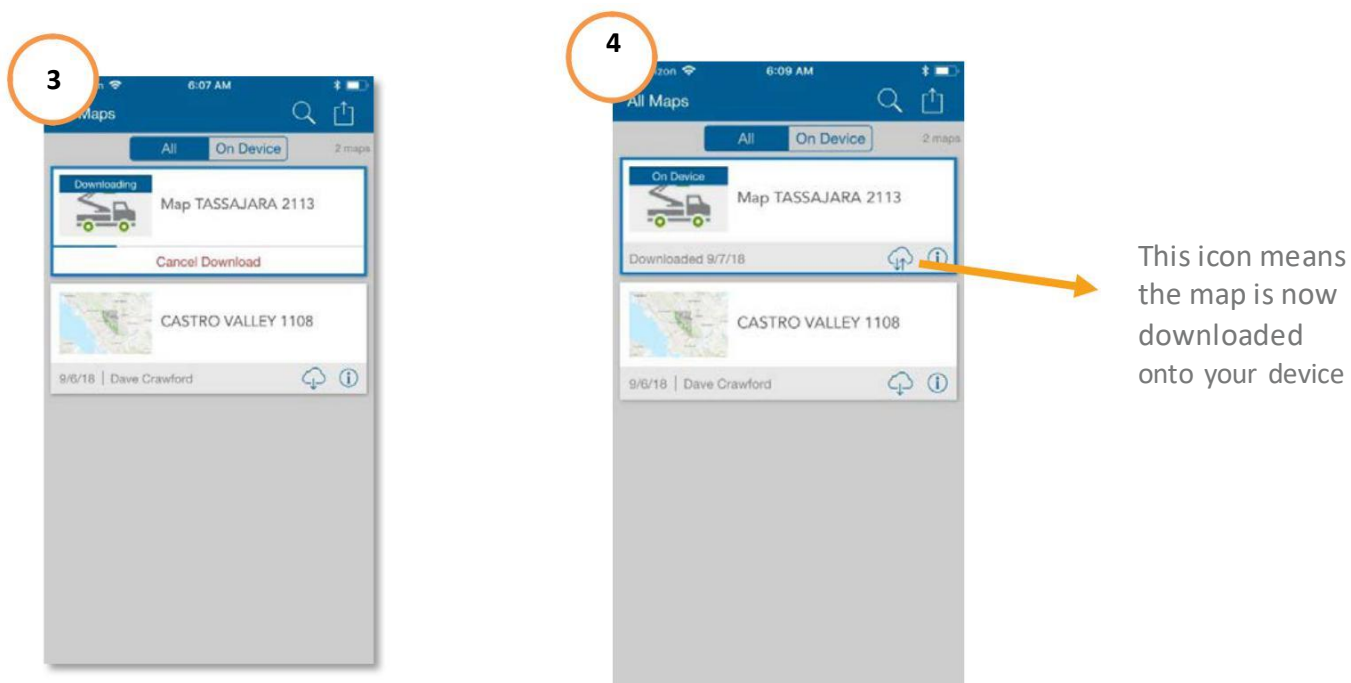 3
6:07 AM
Maps
All
On Device
2 maps
Downloading
Map TASSAJARA 2113
Cancel Download
CASTRO VALLEY 1108
9/6/18 | Dave Crawford
4
zon
6:09 AM
All Maps
All
On Device
2 maps
On Device
Map TASSAJARA 2113
Downloaded 9/7/18
CASTRO VALLEY 1108
9/6/18 | Dave Crawford
This icon means
the map is now
downloaded
onto your device